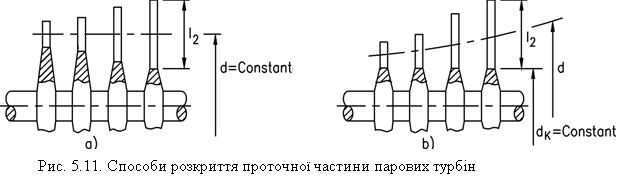 l₂
d=Constant
a)
l₂
d
dₖ=Constant
b)
Рис. 5.11. Способи розкриття проточної частини парових турбін